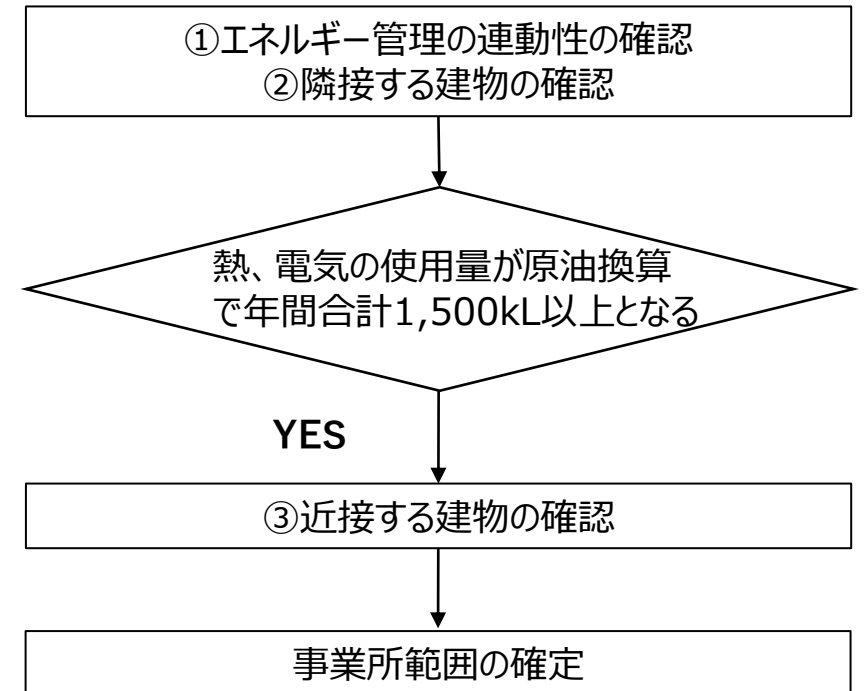 ①エネルギー管理の連動性の確認
②隣接する建物の確認
熱、電気の使用量が原油換算
で年間合計1,500kL以上となる
YES
③近接する建物の確認
事業所範囲の確定